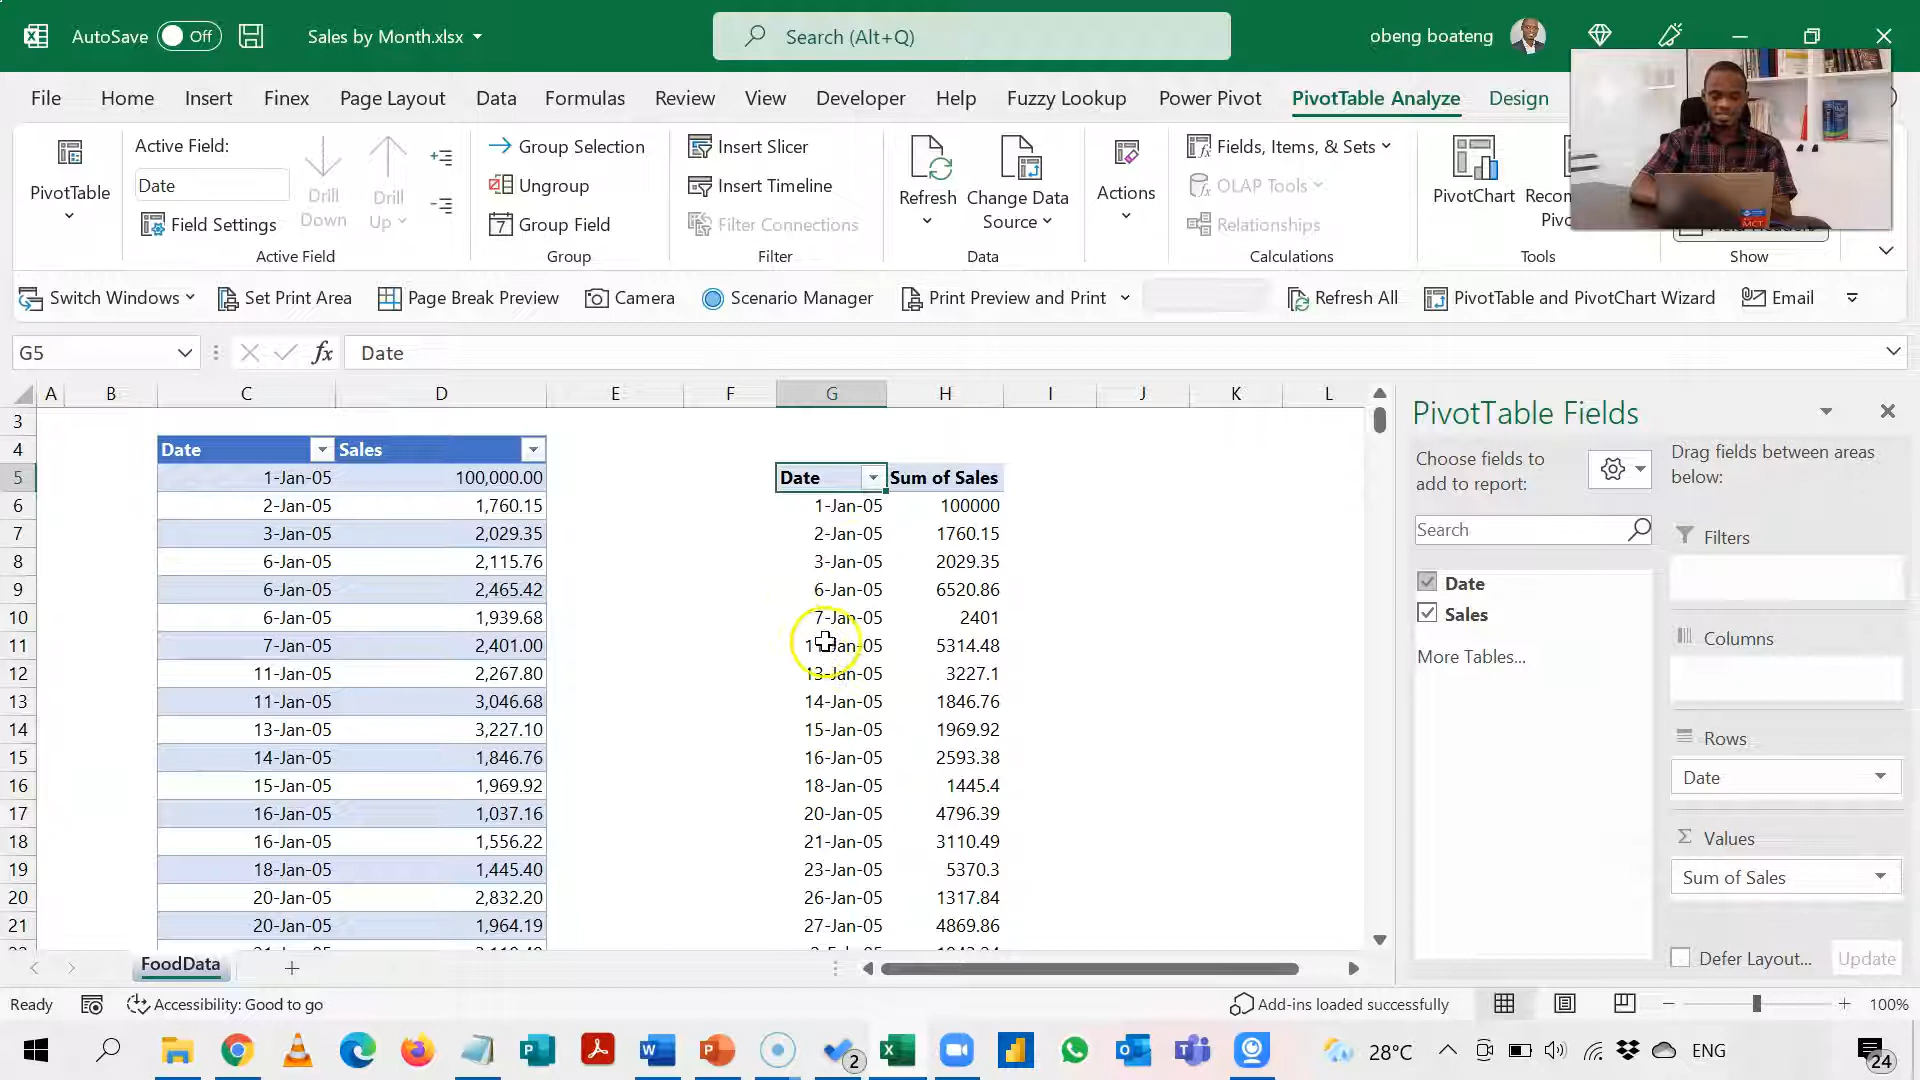 AutoSave Off Sales by Month.xlsx Search (Alt+Q) obeng boateng
File Home Insert Finex Page Layout Data Formulas Review View Developer Help Fuzzy Lookup Power Pivot PivotTable Analyze Design
PivotTable
Active Field:
Date
Field Settings
Drill Down
Drill Up
Active Field
Group Selection
Ungroup
7 Group Field
Group
Insert Slicer
Insert Timeline
Filter Connections
Filter
Refresh
Change Data Source
Data
Actions
Fields, Items, & Sets
OLAP Tools
Relationships
Calculations
PivotChart
Tools
Show
MCT
Switch Windows Set Print Area Page Break Preview Camera Scenario Manager Print Preview and Print Refresh All PivotTable and PivotChart Wizard Email
G5 fx Date
A B C D E F G H I J K L
3
4 Date Sales
5 1-Jan-05 100,000.00 Date Sum of Sales
6 2-Jan-05 1,760.15 1-Jan-05 100000
7 3-Jan-05 2,029.35 2-Jan-05 1760.15
8 6-Jan-05 2,115.76 3-Jan-05 2029.35
9 6-Jan-05 2,465.42 6-Jan-05 6520.86
10 6-Jan-05 1,939.68 7-Jan-05 2401
11 7-Jan-05 2,401.00 5314.48
12 11-Jan-05 2,267.80 13-Jan-05 3227.1
13 11-Jan-05 3,046.68 14-Jan-05 1846.76
14 13-Jan-05 3,227.10 15-Jan-05 1969.92
15 14-Jan-05 1,846.76 16-Jan-05 2593.38
16 15-Jan-05 1,969.92 18-Jan-05 1445.4
17 16-Jan-05 1,037.16 20-Jan-05 4796.39
18 16-Jan-05 1,556.22 21-Jan-05 3110.49
19 18-Jan-05 1,445.40 23-Jan-05 5370.3
20 20-Jan-05 2,832.20 26-Jan-05 1317.84
21 20-Jan-05 1,964.19 27-Jan-05 4869.86
PivotTable Fields
Choose fields to add to report:
Search
Date
Sales
More Tables...
Drag fields between areas below:
Filters
Columns
Rows
Date
Σ Values
Sum of Sales
Defer Layout... Update
FoodData
Ready Accessibility: Good to go Add-ins loaded successfully 100%
2 28°C ENG 24